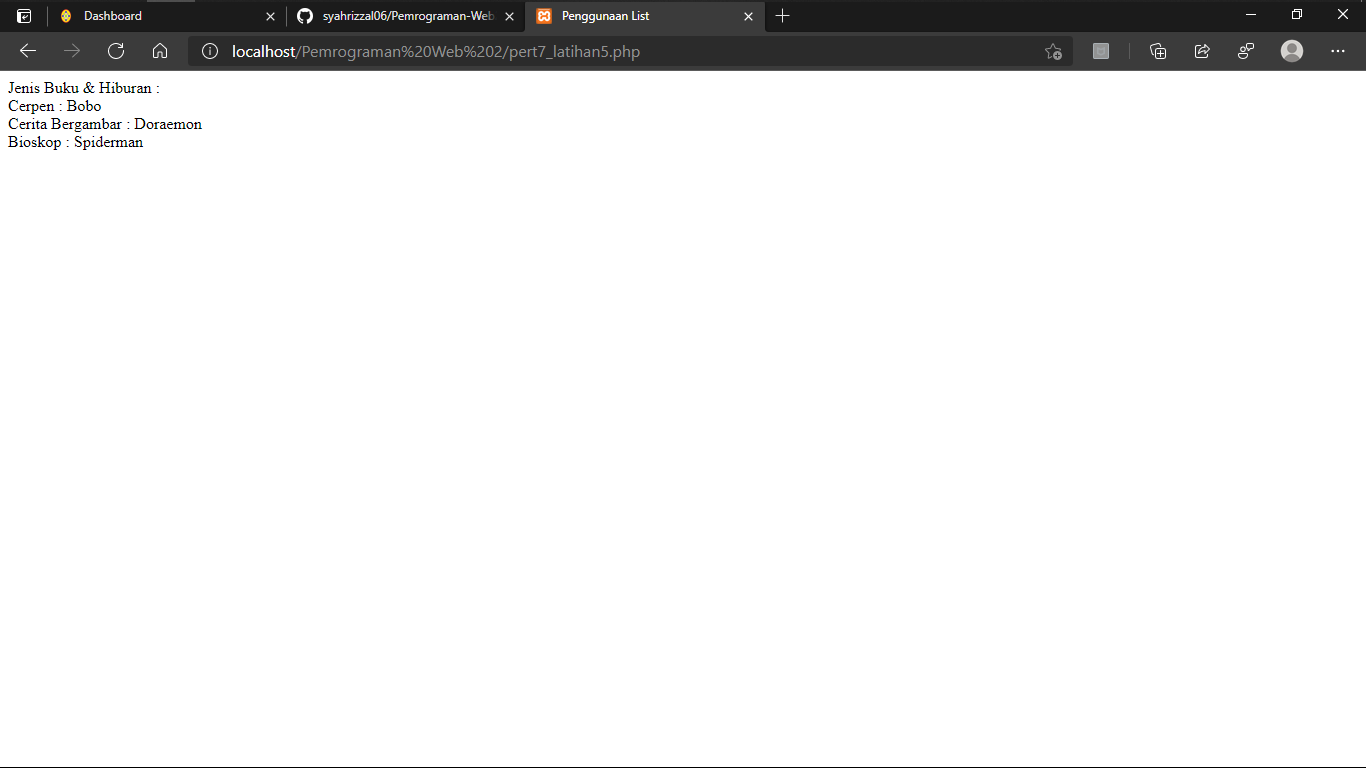 Dashboard
syahrizzal06/Pemrograman-Web
Penggunaan List
localhost/Pemrograman%20Web%202/pert7_latihan5.php
Jenis Buku & Hiburan :
Cerpen : Bobo
Cerita Bergambar : Doraemon
Bioskop : Spiderman